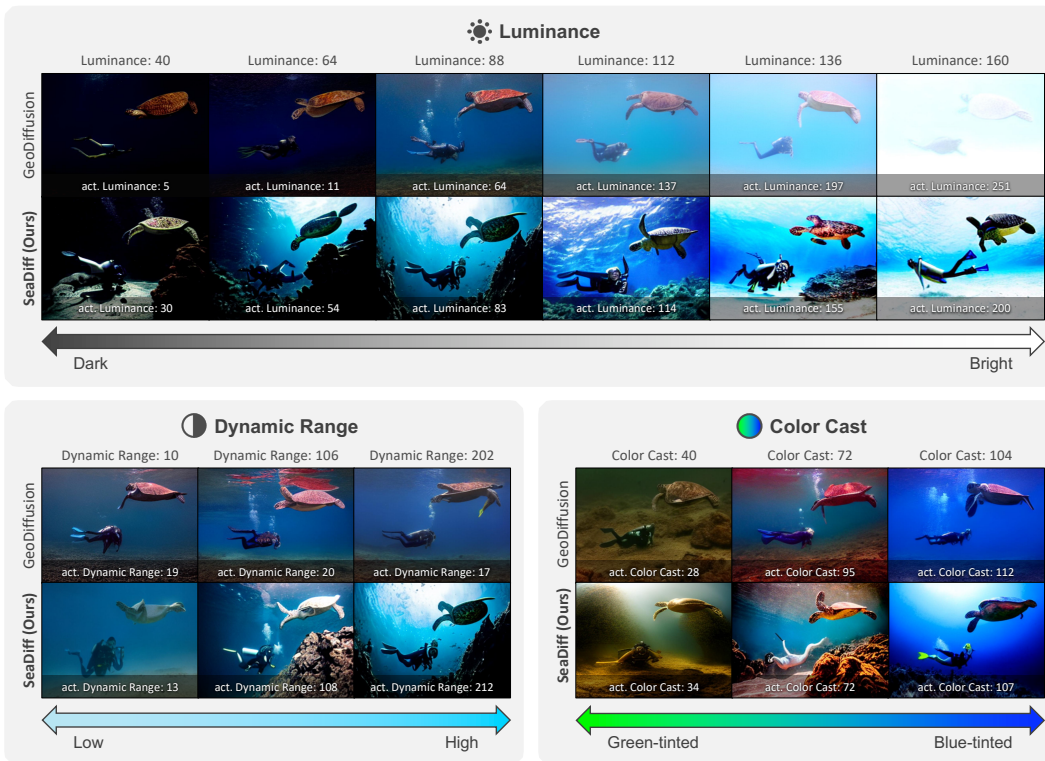 Luminance
Luminance: 40 Luminance: 64 Luminance: 88 Luminance: 112 Luminance: 136 Luminance: 160
GeoDiffusion
act. Luminance: 5 act. Luminance: 11 act. Luminance: 64 act. Luminance: 137 act. Luminance: 197 act. Luminance: 251
SeaDiff (Ours)
act. Luminance: 30 act. Luminance: 54 act. Luminance: 83 act. Luminance: 114 act. Luminance: 155 act. Luminance: 200
Dark Bright
Dynamic Range
Dynamic Range: 10 Dynamic Range: 106 Dynamic Range: 202
GeoDiffusion
act. Dynamic Range: 19 act. Dynamic Range: 20 act. Dynamic Range: 17
SeaDiff (Ours)
act. Dynamic Range: 13 act. Dynamic Range: 108 act. Dynamic Range: 212
Low High
Color Cast
Color Cast: 40 Color Cast: 72 Color Cast: 104
GeoDiffusion
act. Color Cast: 28 act. Color Cast: 95 act. Color Cast: 112
SeaDiff (Ours)
act. Color Cast: 34 act. Color Cast: 72 act. Color Cast: 107
Green-tinted Blue-tinted